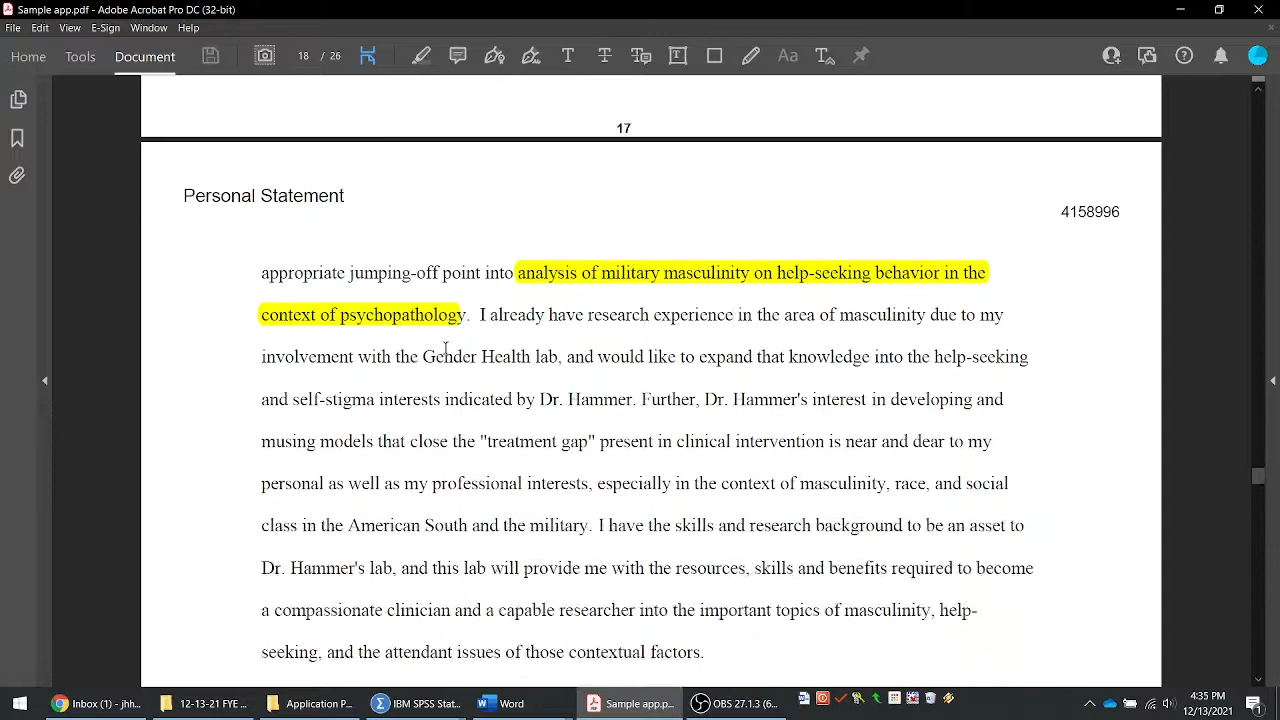 Sample app.pdf - Adobe Acrobat Pro DC (32-bit)
File Edit View E-Sign Window Help
Home Tools Document 18 / 26
17
Personal Statement
4158996
appropriate jumping-off point into analysis of military masculinity on help-seeking behavior in the
context of psychopathology. I already have research experience in the area of masculinity due to my
involvement with the Gender Health lab, and would like to expand that knowledge into the help-seeking
and self-stigma interests indicated by Dr. Hammer. Further, Dr. Hammer's interest in developing and
musing models that close the "treatment gap" present in clinical intervention is near and dear to my
personal as well as my professional interests, especially in the context of masculinity, race, and social
class in the American South and the military. I have the skills and research background to be an asset to
Dr. Hammer's lab, and this lab will provide me with the resources, skills and benefits required to become
a compassionate clinician and a capable researcher into the important topics of masculinity, help-
seeking, and the attendant issues of those contextual factors.
Inbox (1) - jhh... 12-13-21 FYE ... Application P... IBM SPSS Stat... Word Sample app.p... OBS 27.1.3 (6... 4:35 PM
12/13/2021